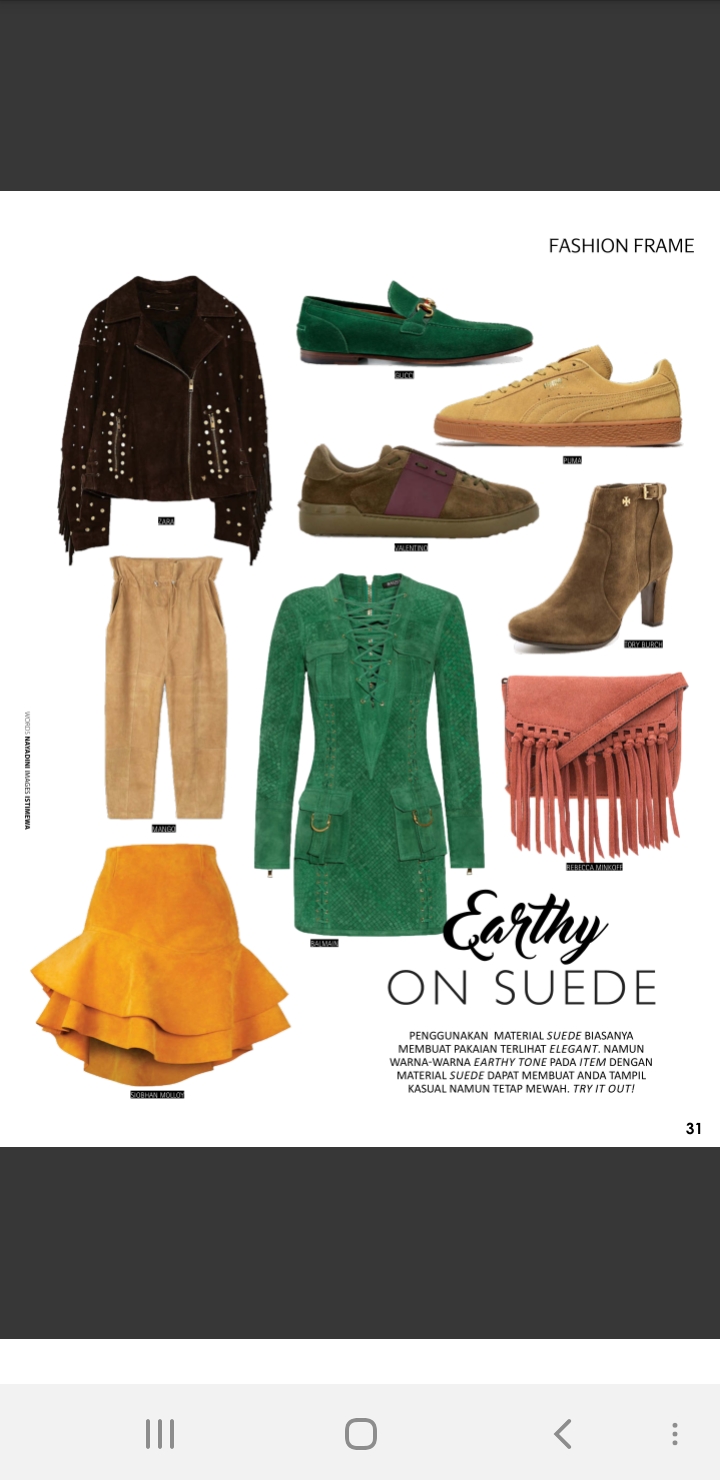 FASHION FRAME
GUCCI
PUMA
ZARA
VALENTINO
TORY BURCH
WORDS NAYADINI IMAGES ISTIMEWA
MANGO
REBECCA MINKOFF
BALMAIN
Earthy
ON SUEDE
PENGGUNAKAN MATERIAL SUEDE BIASANYA
MEMBUAT PAKAIAN TERLIHAT ELEGANT. NAMUN
WARNA-WARNA EARTHY TONE PADA ITEM DENGAN
MATERIAL SUEDE DAPAT MEMBUAT ANDA TAMPIL
KASUAL NAMUN TETAP MEWAH. TRY IT OUT!
SIOBHAN MOLLOY
31